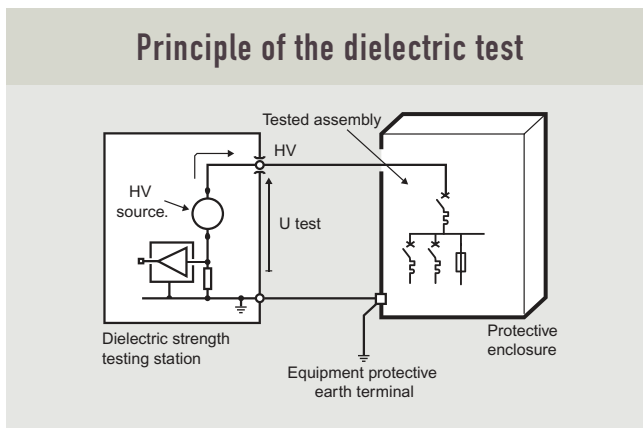 Principle of the dielectric test
Tested assembly
HV
HV
source.
U test
Dielectric strength
testing station
Protective
enclosure
Equipment protective
earth terminal